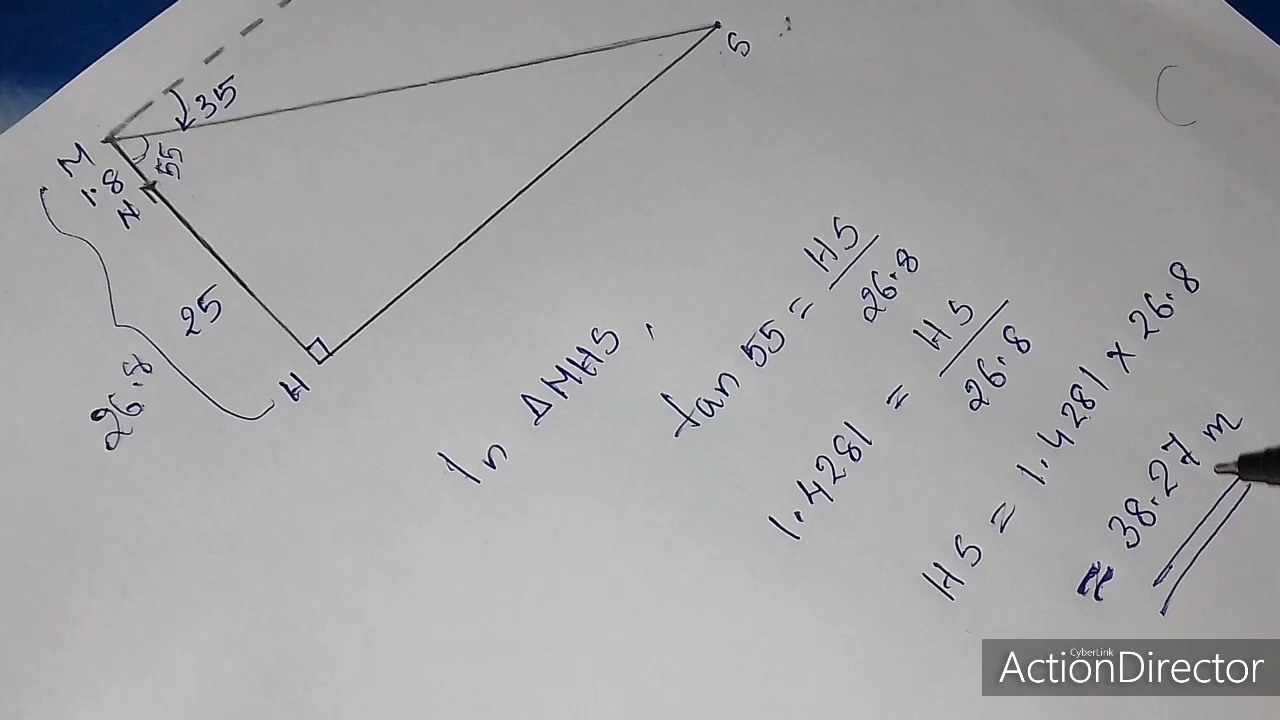 S
35
M
55
1.8
N
25
26.8
H
In ΔMHS,
tan 55 = HS/26.8
1.4281 = HS/26.8
HS = 1.4281 x 26.8
≈ 38.27 m
CyberLink
ActionDirector